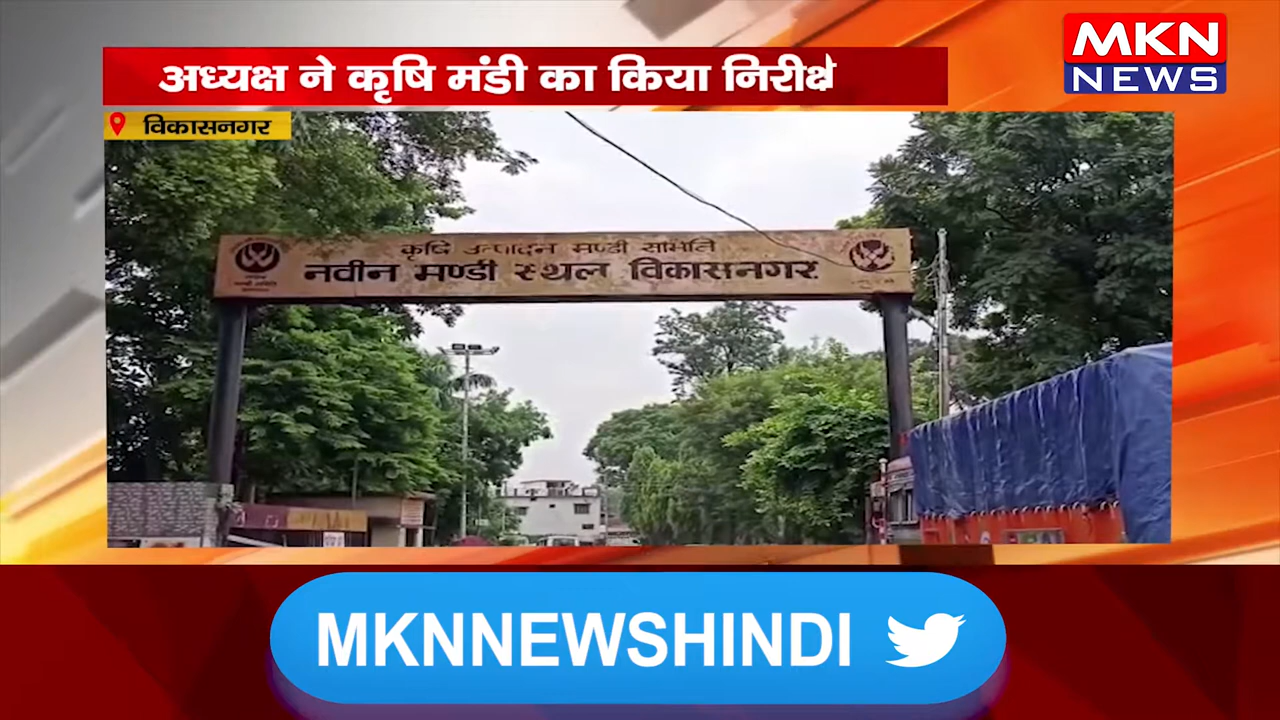 अध्यक्ष ने कृषि मंडी का किया निरीक्षे
MKN
NEWS
विकासनगर
कृषि उत्पादन मण्डी समिति
नवीन मण्डी स्थल विकासनगर
MKNNEWSHINDI